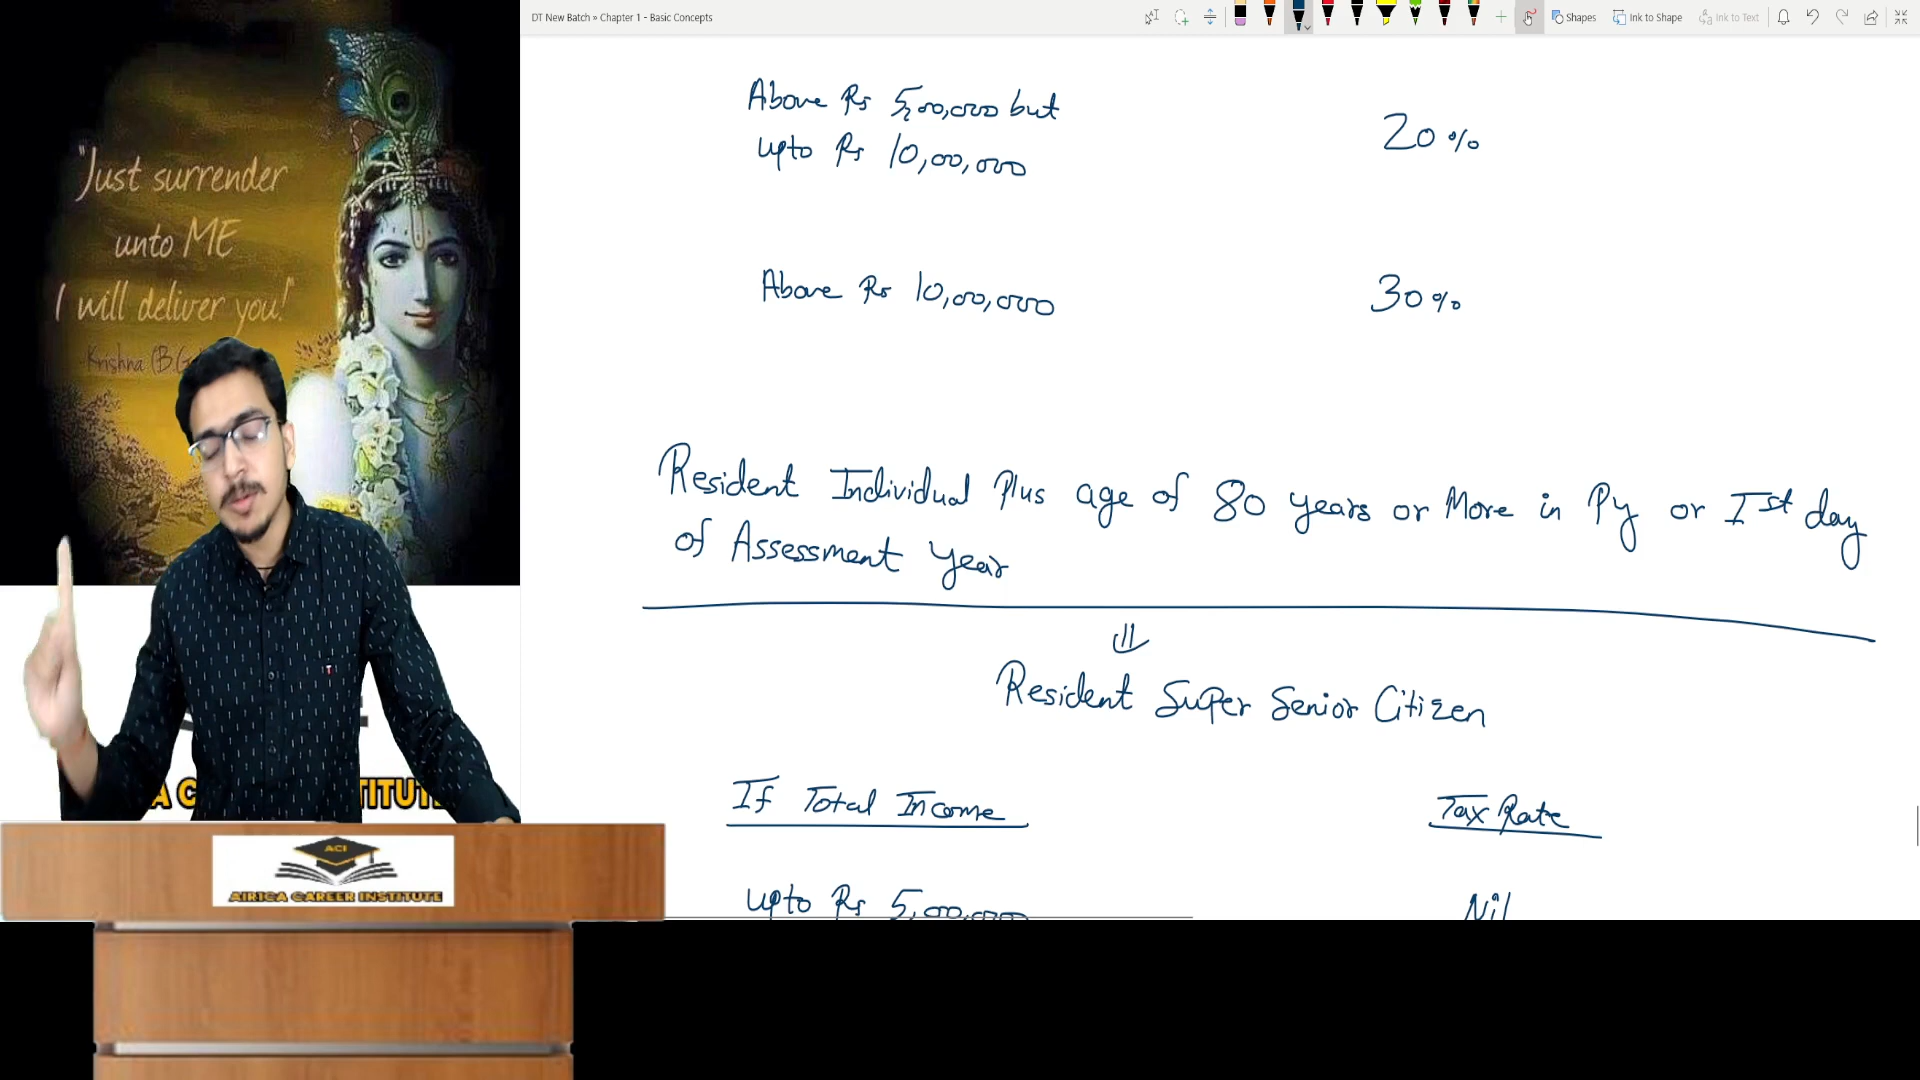 DT New Batch » Chapter 1 - Basic Concepts
Shapes
Ink to Shape
Ink to Text
"Just surrender
unto ME
I will deliver you!"
Krishna (B.G.
Above Rs 5,00,000 but
upto Rs 10,00,000
20%
Above Rs 10,00,000
30%
Resident Individual Plus age of 80 years or More in Py or Ist day
of Assessment Year
Resident Super Senior Citizen
If Total Income
Tax Rate
upto Rs 5,00,000
Nil
A C
TITUT
ACI
AIRICA CAREER INSTITUTE